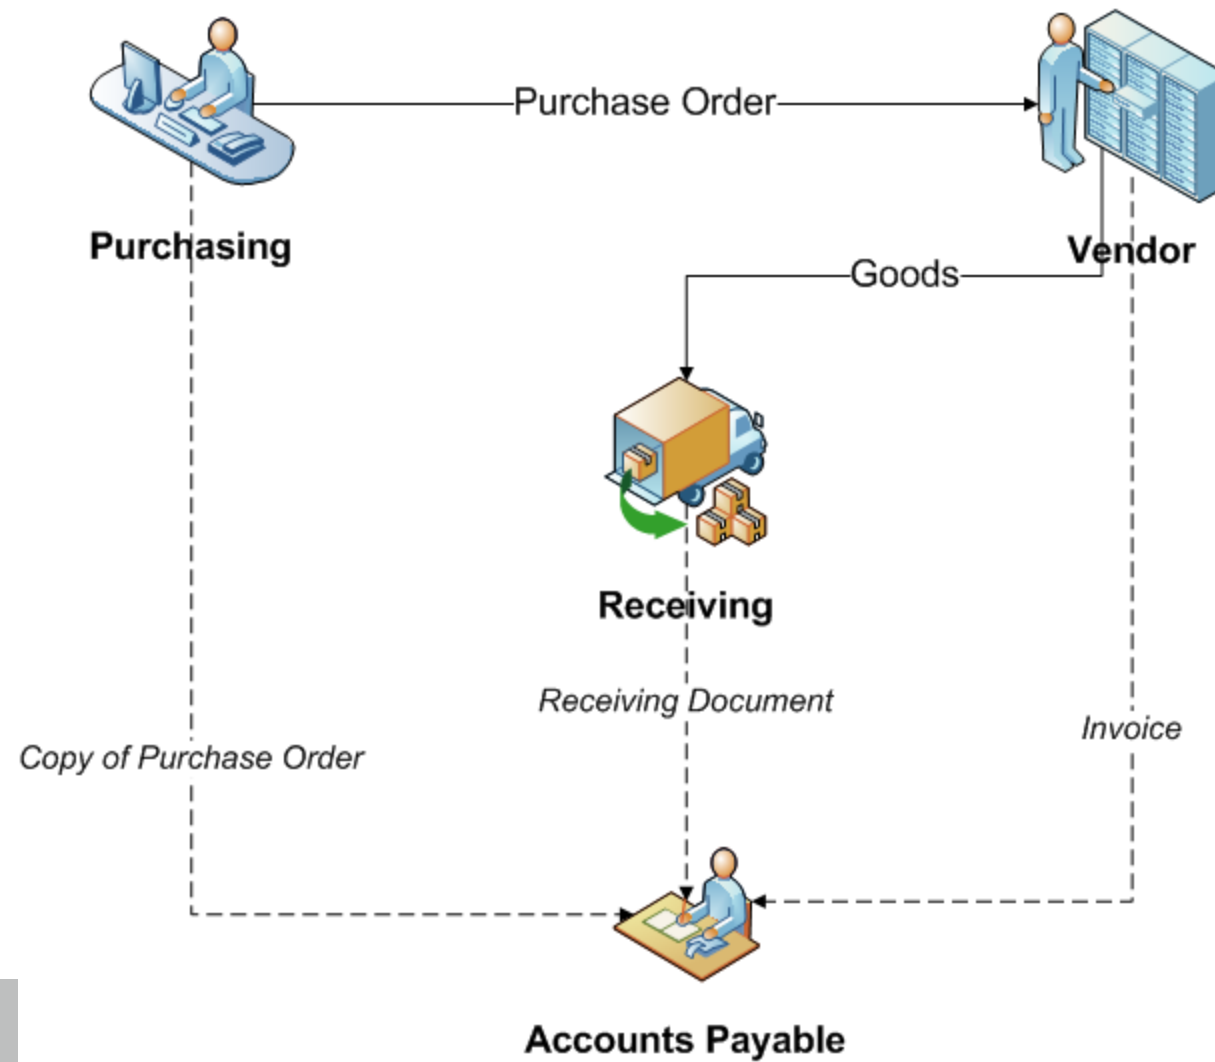 Purchase Order
Purchasing
Vendor
Goods
Receiving
Receiving Document
Invoice
Copy of Purchase Order
Accounts Payable